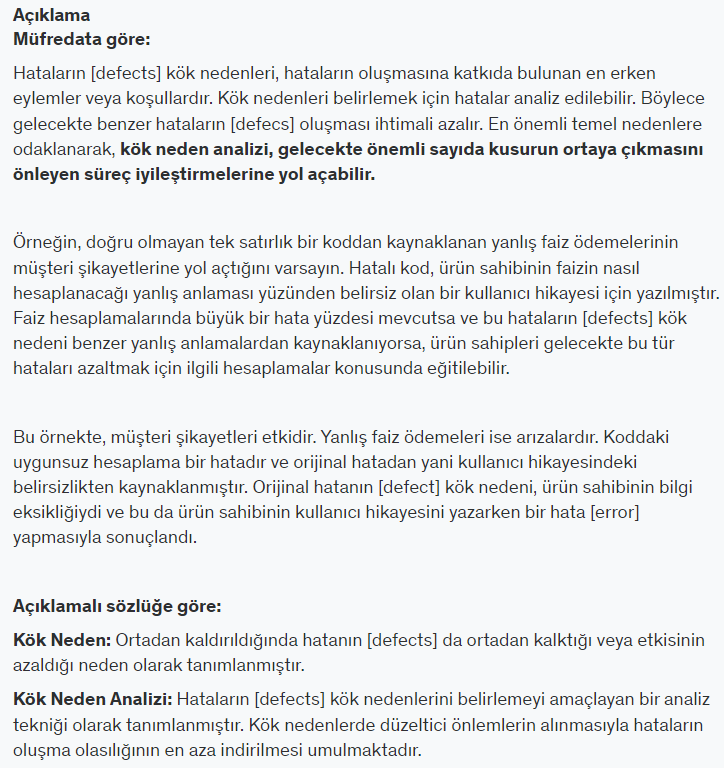 Açıklama
Müfredata göre:
Hataların [defects] kök nedenleri, hataların oluşmasına katkıda bulunan en erken
eylemler veya koşullardır. Kök nedenleri belirlemek için hatalar analiz edilebilir. Böylece
gelecekte benzer hataların [defecs] oluşması ihtimali azalır. En önemli temel nedenlere
odaklanarak, kök neden analizi, gelecekte önemli sayıda kusurun ortaya çıkmasını
önleyen süreç iyileştirmelerine yol açabilir.
Örneğin, doğru olmayan tek satırlık bir koddan kaynaklanan yanlış faiz ödemelerinin
müşteri şikayetlerine yol açtığını varsayın. Hatalı kod, ürün sahibinin faizin nasıl
hesaplanacağı yanlış anlaması yüzünden belirsiz olan bir kullanıcı hikayesi için yazılmıştır.
Faiz hesaplamalarında büyük bir hata yüzdesi mevcutsa ve bu hataların [defects] kök
nedeni benzer yanlış anlamalardan kaynaklanıyorsa, ürün sahipleri gelecekte bu tür
hataları azaltmak için ilgili hesaplamalar konusunda eğitilebilir.
Bu örnekte, müşteri şikayetleri etkidir. Yanlış faiz ödemeleri ise arızalardır. Koddaki
uygunsuz hesaplama bir hatadır ve orijinal hatadan yani kullanıcı hikayesindeki
belirsizlikten kaynaklanmıştır. Orijinal hatanın [defect] kök nedeni, ürün sahibinin bilgi
eksikliğiydi ve bu da ürün sahibinin kullanıcı hikayesini yazarken bir hata [error]
yapmasıyla sonuçlandı.
Açıklamalı sözlüğe göre:
Kök Neden: Ortadan kaldırıldığında hatanın [defects] da ortadan kalktığı veya etkisinin
azaldığı neden olarak tanımlanmıştır.
Kök Neden Analizi: Hataların [defects] kök nedenlerini belirlemeyi amaçlayan bir analiz
tekniği olarak tanımlanmıştır. Kök nedenlerde düzeltici önlemlerin alınmasıyla hataların
oluşma olasılığının en aza indirilmesi umulmaktadır.